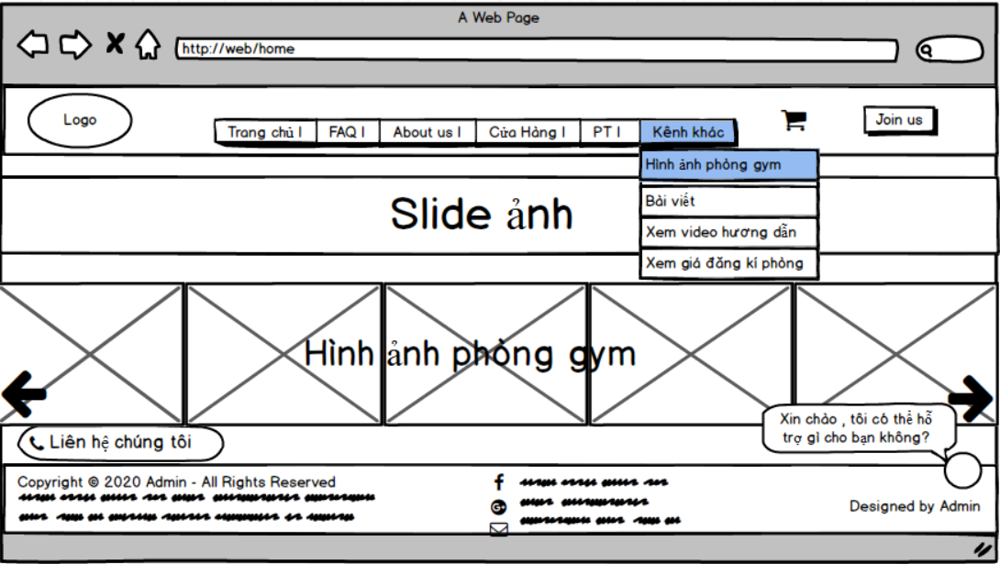 A Web Page
http://web/home
Logo
Trang chủ | FAQ | About us | Cửa Hàng | PT | Kênh khác
Join us
Hình ảnh phòng gym
Bài viết
Xem video hương dẫn
Xem giá đăng kí phòng
Slide ảnh
Hình ảnh phòng gym
Xin chào , tôi có thể hỗ
trợ gì cho bạn không?
Liên hệ chúng tôi
Copyright © 2020 Admin - All Rights Reserved
f
G+
Designed by Admin